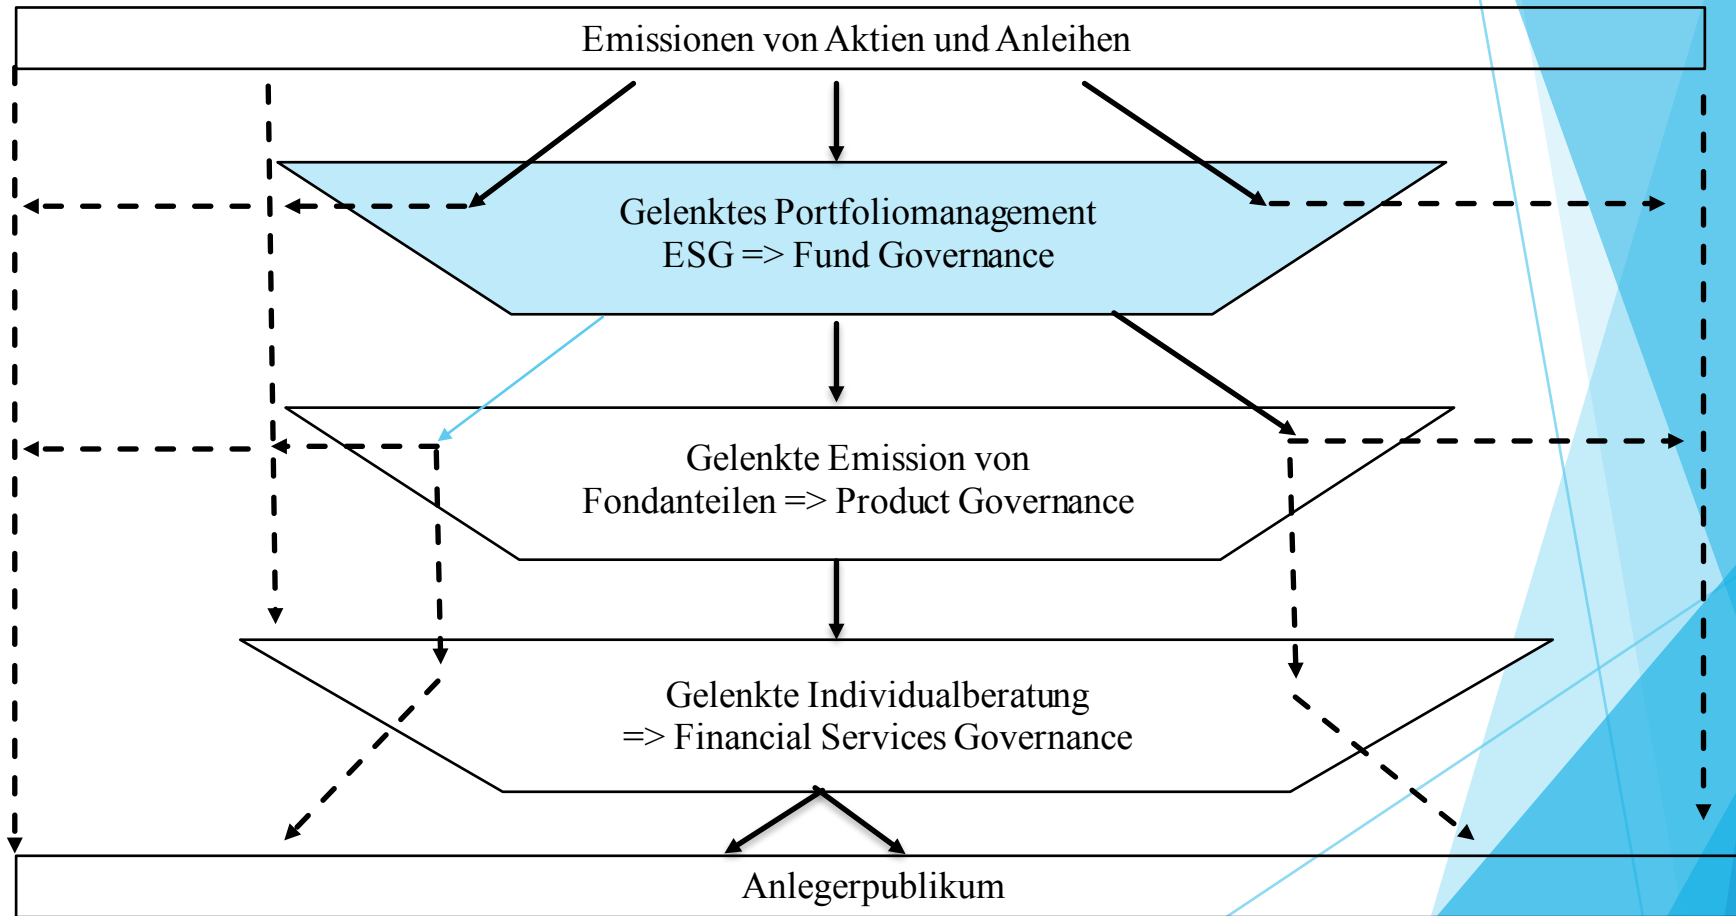 Emissionen von Aktien und Anleihen
Gelenktes Portfoliomanagement
ESG => Fund Governance
Gelenkte Emission von
Fondanteilen => Product Governance
Gelenkte Individualberatung
=> Financial Services Governance
Anlegerpublikum